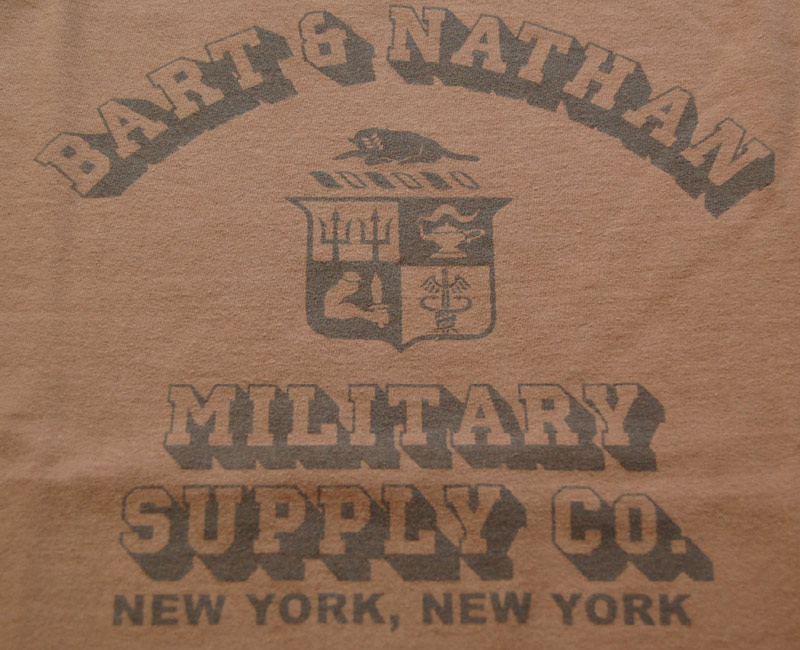 BART & NATHAN
MILITARY
SUPPLY CO.
NEW YORK, NEW YORK